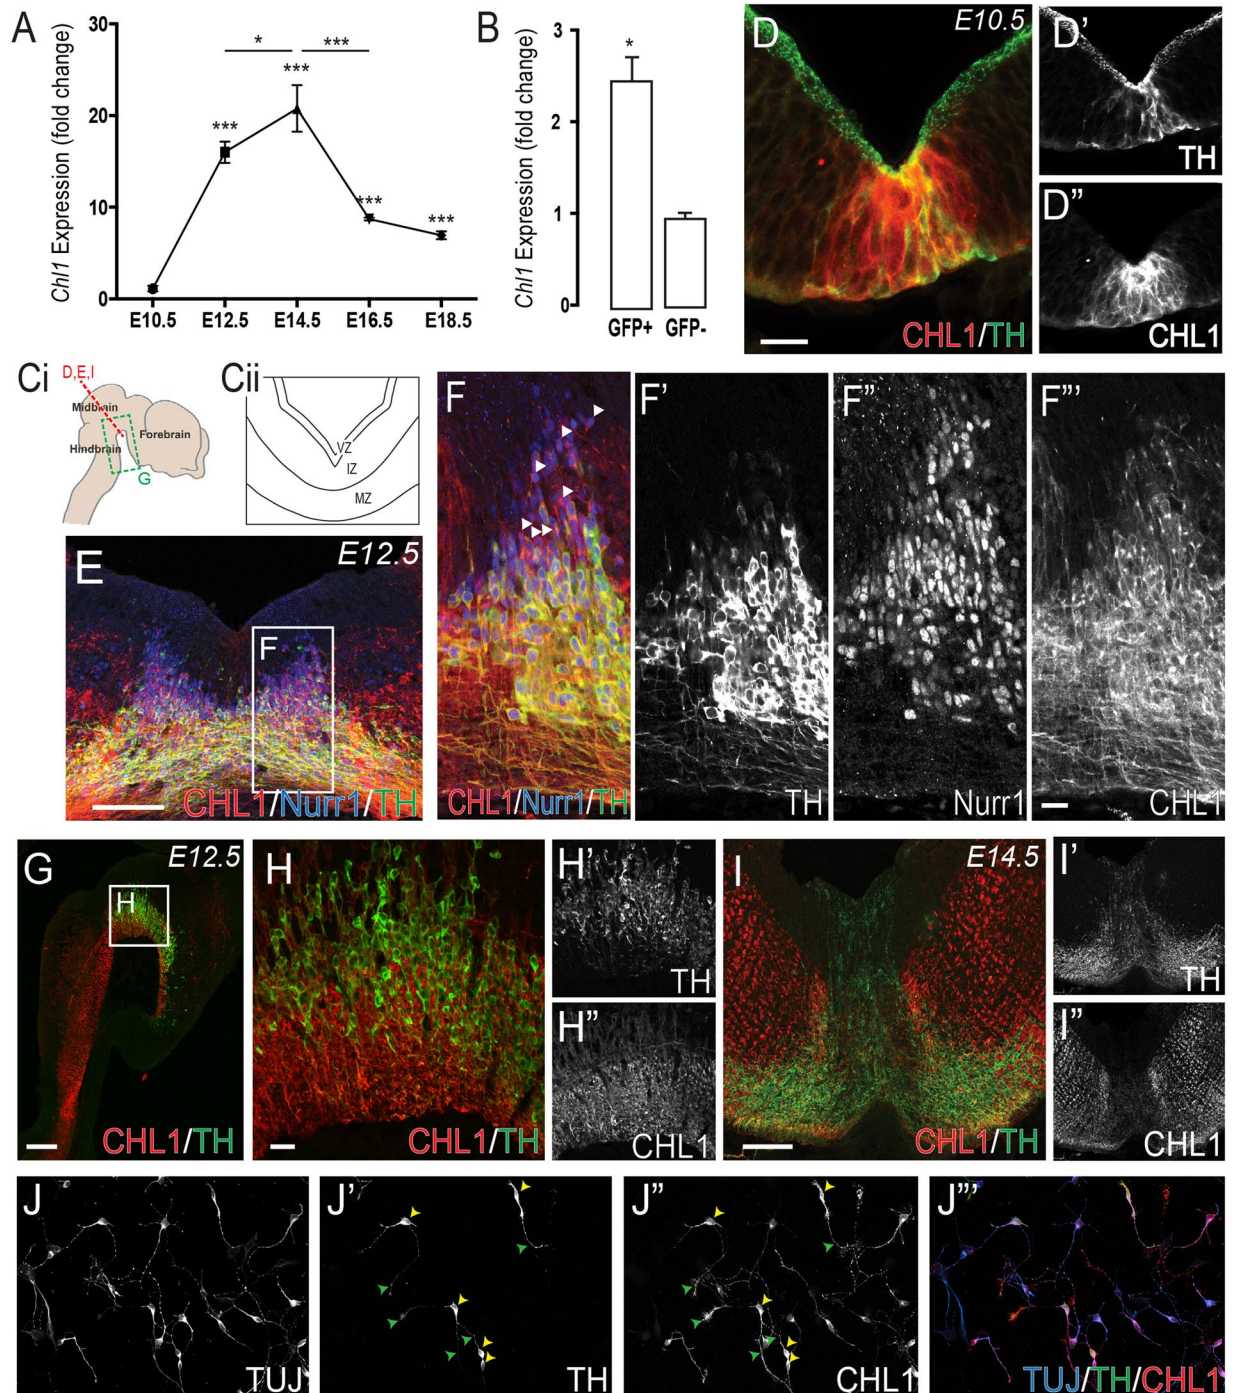 A
Chl1 Expression (fold change)
30
20
10
0
*
***
***
***
***
***
E10.5 E12.5 E14.5 E16.5 E18.5
B
Chl1 Expression (fold change)
3
2
1
0
*
GFP+ GFP-
D
E10.5
CHL1/TH
D'
TH
D"
CHL1
Ci
D,E,I
Midbrain
Forebrain
Hindbrain
G
Cii
VZ
IZ
MZ
E
E12.5
F
CHL1/Nurr1/TH
F
*
CHL1/Nurr1/TH
F'
TH
F"
Nurr1
F"'
CHL1
G
E12.5
H
CHL1/TH
H
CHL1/TH
H'
TH
H"
CHL1
I
E14.5
CHL1/TH
I'
TH
I"
CHL1
J
TUJ
J'
TH
J"
CHL1
J"'
TUJ/TH/CHL1